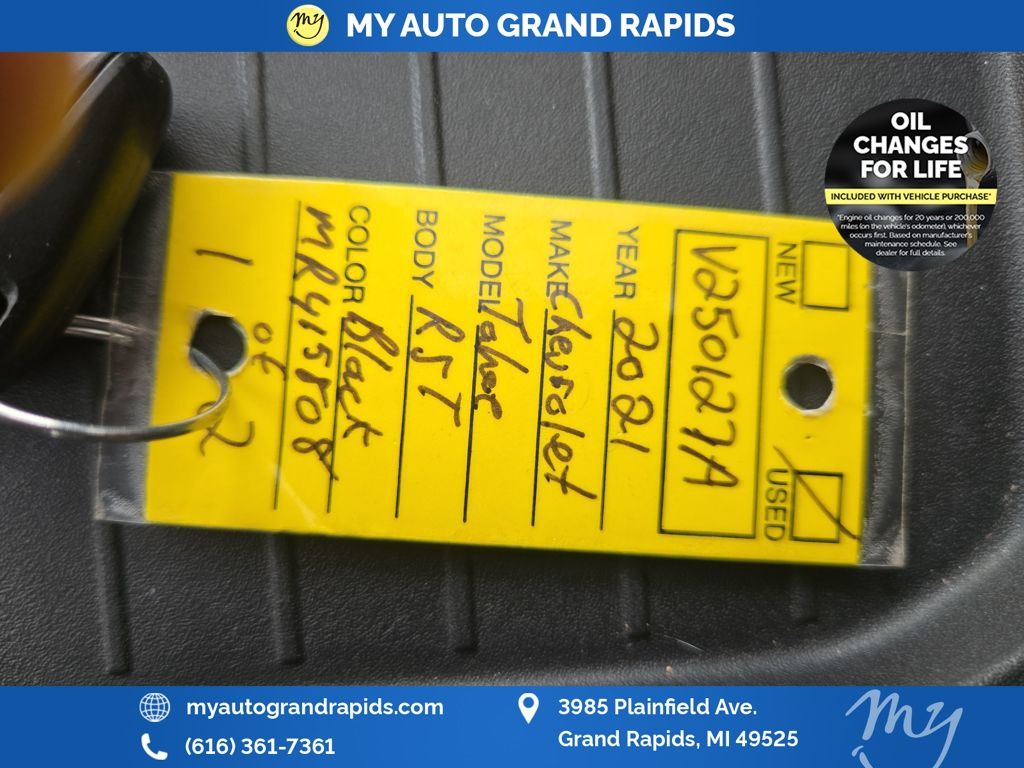 my MY AUTO GRAND RAPIDS
OIL
CHANGES
FOR LIFE
INCLUDED WITH VEHICLE PURCHASE*
*Engine oil changes for 20 years or 200,000
miles (on the vehicle's odometer), whichever
occurs first. Based on manufacturer's
maintenance schedule. See
dealer for full details.
NEW USED
V250127A
YEAR 2021
MAKE Chevrolet
MODEL Tahoe
BODY RST
COLOR Black
MR415508
1 of 2
myautograndrapids.com
(616) 361-7361
3985 Plainfield Ave.
Grand Rapids, MI 49525
my